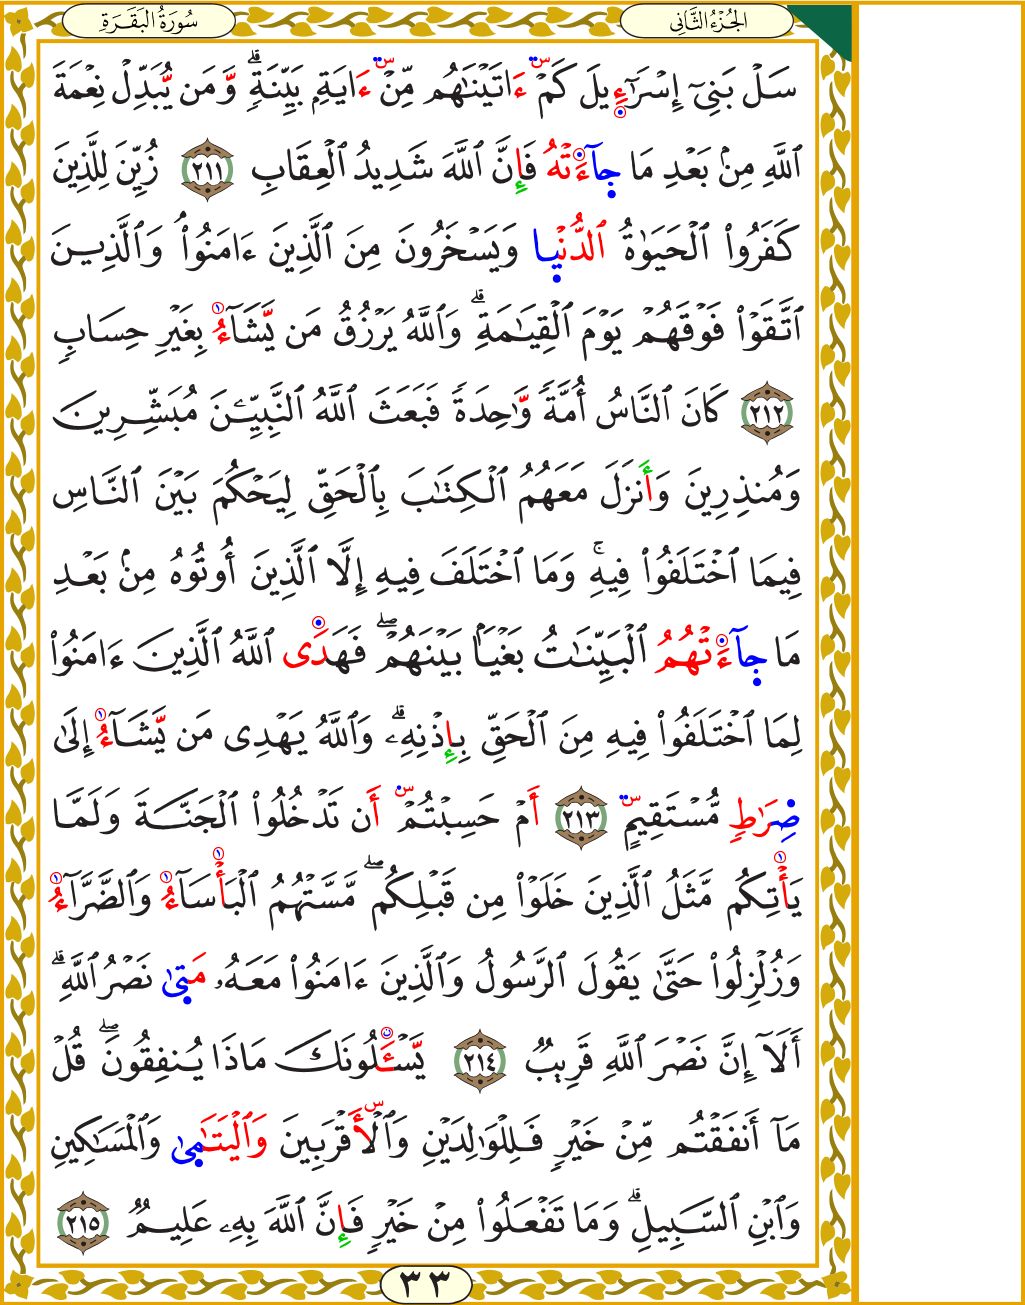 الجُزْءُ الثَّانِي
سُورَةُ البَقَرَةِ
سَلْ بَنِىٓ إِسْرَٰٓءِيلَ كَمْ ءَاتَيْنَٰهُم مِّنْ ءَايَةِۭ بَيِّنَةٖۗ وَّمَن يُّبَدِّلْ نِعْمَةَ
ٱللَّهِ مِنۢ بَعْدِ مَا جَآءَتْهُ فَإِنَّ ٱللَّهَ شَدِيدُ ٱلْعِقَابِ ٢١١ زُيِّنَ لِلَّذِينَ
كَفَرُوا۟ ٱلْحَيَوٰةُ ٱلدُّنْيَا وَيَسْخَرُونَ مِنَ ٱلَّذِينَ ءَامَنُوا۟ۘ وَٱلَّذِينَ
ٱتَّقَوْا۟ فَوْقَهُمْ يَوْمَ ٱلْقِيَٰمَةِۗ وَٱللَّهُ يَرْزُقُ مَن يَّشَآءُ بِغَيْرِ حِسَابٖ
٢١٢ كَانَ ٱلنَّاسُ أُمَّةٗ وَّٰحِدَةٗ فَبَعَثَ ٱللَّهُ ٱلنَّبِيِّـۧنَ مُبَشِّرِينَ
وَمُنذِرِينَ وَأَنزَلَ مَعَهُمُ ٱلْكِتَٰبَ بِٱلْحَقِّ لِيَحْكُمَ بَيْنَ ٱلنَّاسِ
فِيمَا ٱخْتَلَفُوا۟ فِيهِۚ وَمَا ٱخْتَلَفَ فِيهِ إِلَّا ٱلَّذِينَ أُوتُوهُ مِنۢ بَعْدِ
مَا جَآءَتْهُمُ ٱلْبَيِّنَٰتُ بَغْيَۢا بَيْنَهُمْۖ فَهَدَى ٱللَّهُ ٱلَّذِينَ ءَامَنُوا۟
لِمَا ٱخْتَلَفُوا۟ فِيهِ مِنَ ٱلْحَقِّ بِإِذْنِهِۦۗ وَٱللَّهُ يَهْدِى مَن يَّشَآءُ إِلَىٰ
صِرَٰطٖ مُّسْتَقِيمٍ ٢١٣ أَمْ حَسِبْتُمْ أَن تَدْخُلُوا۟ ٱلْجَنَّةَ وَلَمَّا
يَأْتِكُم مَّثَلُ ٱلَّذِينَ خَلَوْا۟ مِن قَبْلِكُمۖ مَّسَّتْهُمُ ٱلْبَأْسَآءُ وَٱلضَّرَّآءُ
وَزُلْزِلُوا۟ حَتَّىٰ يَقُولَ ٱلرَّسُولُ وَٱلَّذِينَ ءَامَنُوا۟ مَعَهُۥ مَتَىٰ نَصْرُ ٱللَّهِۗ
أَلَآ إِنَّ نَصْرَ ٱللَّهِ قَرِيبٞ ٢١٤ يَسْـَٔلُونَكَ مَاذَا يُنفِقُونَۖ قُلْ
مَآ أَنفَقْتُم مِّنْ خَيْرٖ فَلِلْوَٰلِدَيْنِ وَٱلْأَقْرَبِينَ وَٱلْيَتَٰمَىٰ وَٱلْمَسَٰكِينِ
وَٱبْنِ ٱلسَّبِيلِۗ وَمَا تَفْعَلُوا۟ مِنْ خَيْرٖ فَإِنَّ ٱللَّهَ بِهِۦ عَلِيمٞ ٢١٥
٣٣